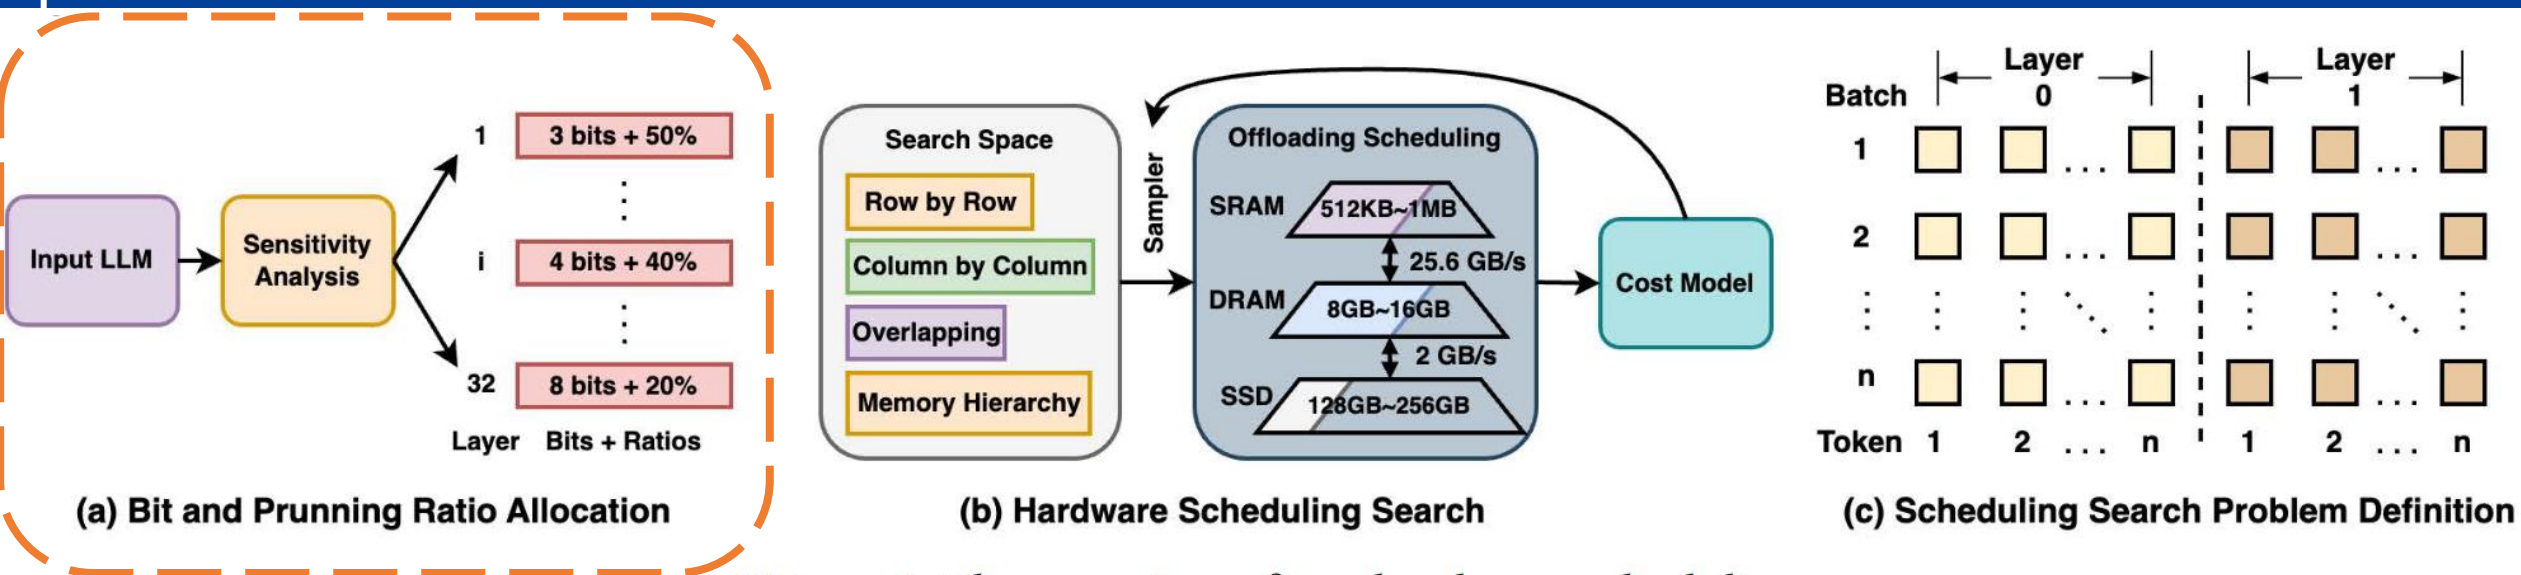 Input LLM
Sensitivity
Analysis
1
3 bits + 50%
i
4 bits + 40%
32
8 bits + 20%
Layer
Bits + Ratios
(a) Bit and Prunning Ratio Allocation
Search Space
Row by Row
Column by Column
Overlapping
Memory Hierarchy
Sampler
Offloading Scheduling
SRAM
512KB~1MB
25.6 GB/s
DRAM
8GB~16GB
2 GB/s
SSD
128GB~256GB
Cost Model
(b) Hardware Scheduling Search
Layer
0
Layer
1
Batch
1
2
n
Token 1 2 ... n 1 2 ... n
(c) Scheduling Search Problem Definition